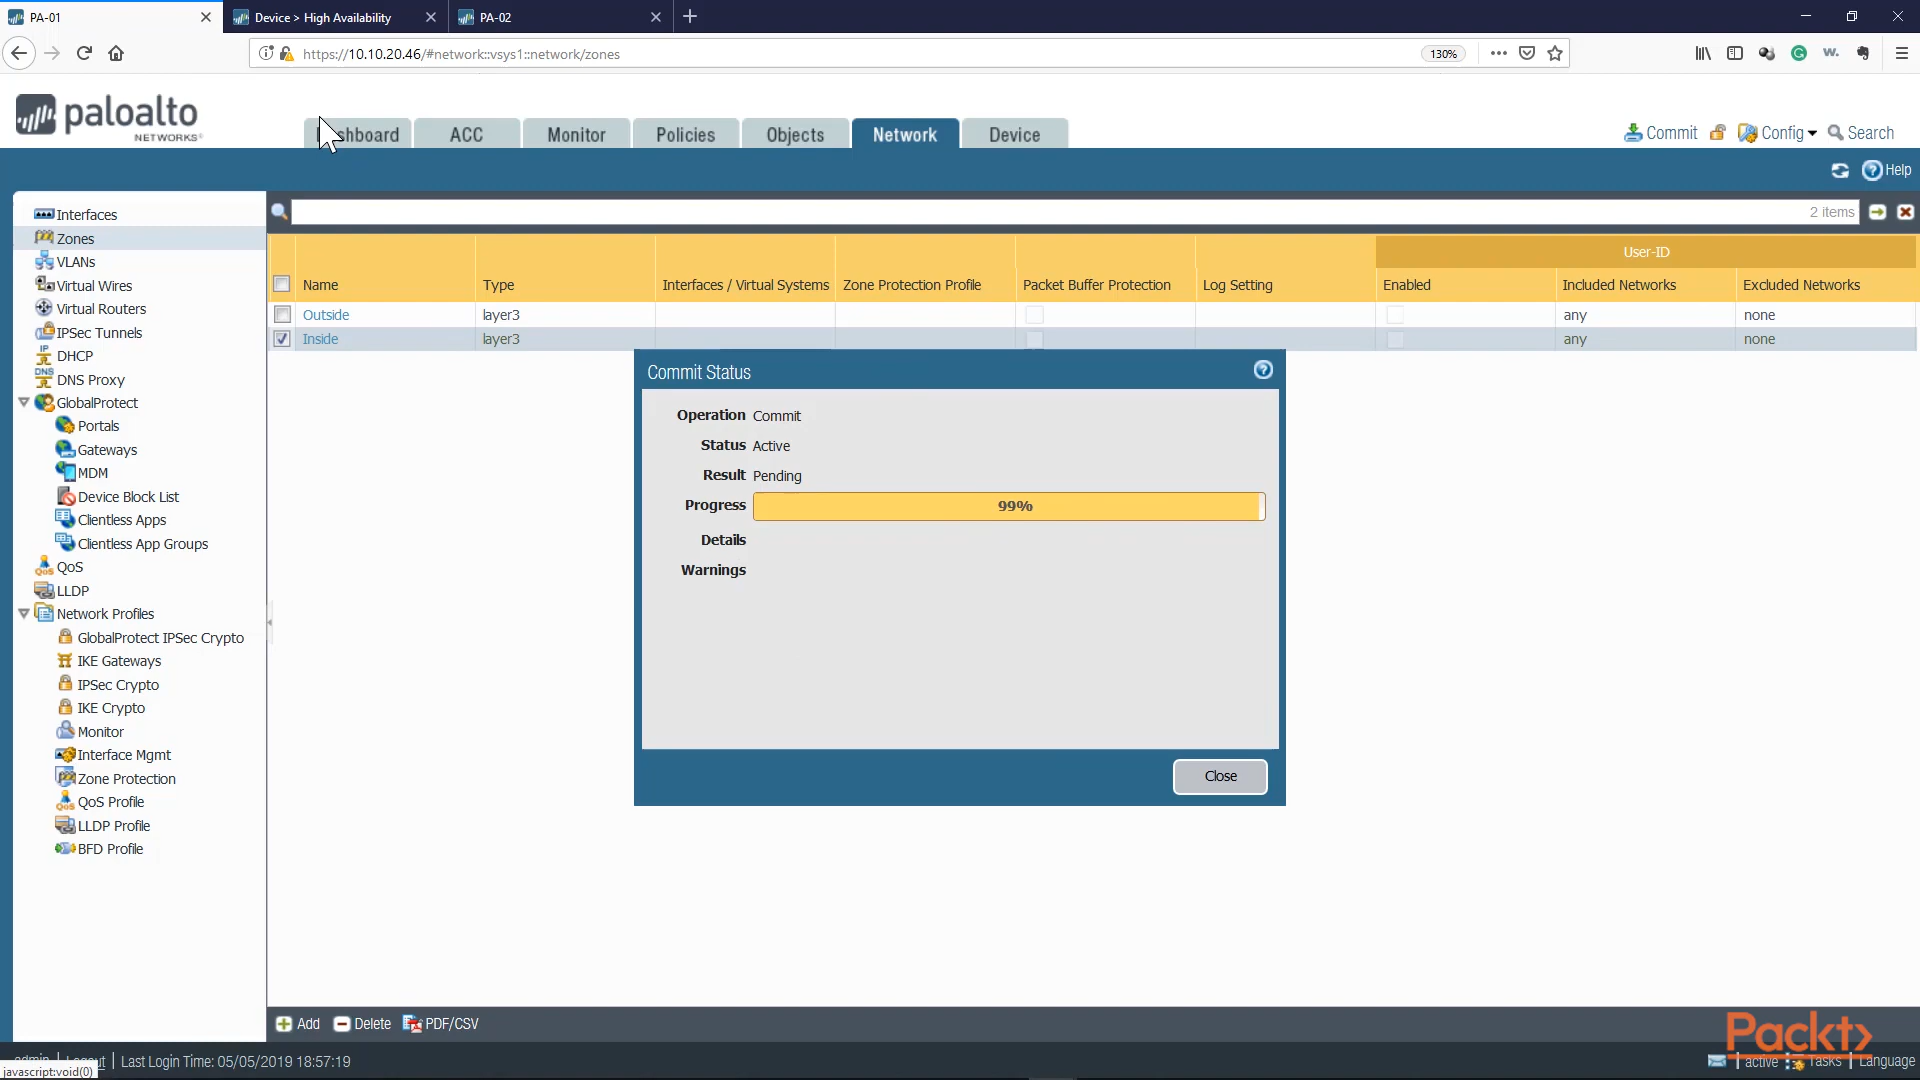 PA-01
Device > High Availability
PA-02
https://10.10.20.46/#network::vsys1::network/zones
130%
paloalto
NETWORKS
ACC
Monitor
Policies
Objects
Network
Device
Commit
Config
Search
Help
Interfaces
Zones
VLANs
Virtual Wires
Virtual Routers
IPSec Tunnels
DHCP
DNS Proxy
GlobalProtect
Portals
Gateways
MDM
Device Block List
Clientless Apps
Clientless App Groups
QoS
LLDP
Network Profiles
GlobalProtect IPSec Crypto
IKE Gateways
IPSec Crypto
IKE Crypto
Monitor
Interface Mgmt
Zone Protection
QoS Profile
LLDP Profile
BFD Profile
2 items
User-ID
Name Type Interfaces / Virtual Systems Zone Protection Profile Packet Buffer Protection Log Setting Enabled Included Networks Excluded Networks
Outside layer3 any none
Inside layer3 any none
Commit Status
Operation Commit
Status Active
Result Pending
Progress 99%
Details
Warnings
Close
Add Delete PDF/CSV
Packt>
admin | Logout | Last Login Time: 05/05/2019 18:57:19
| active Tasks | Language
javascript:void(0)